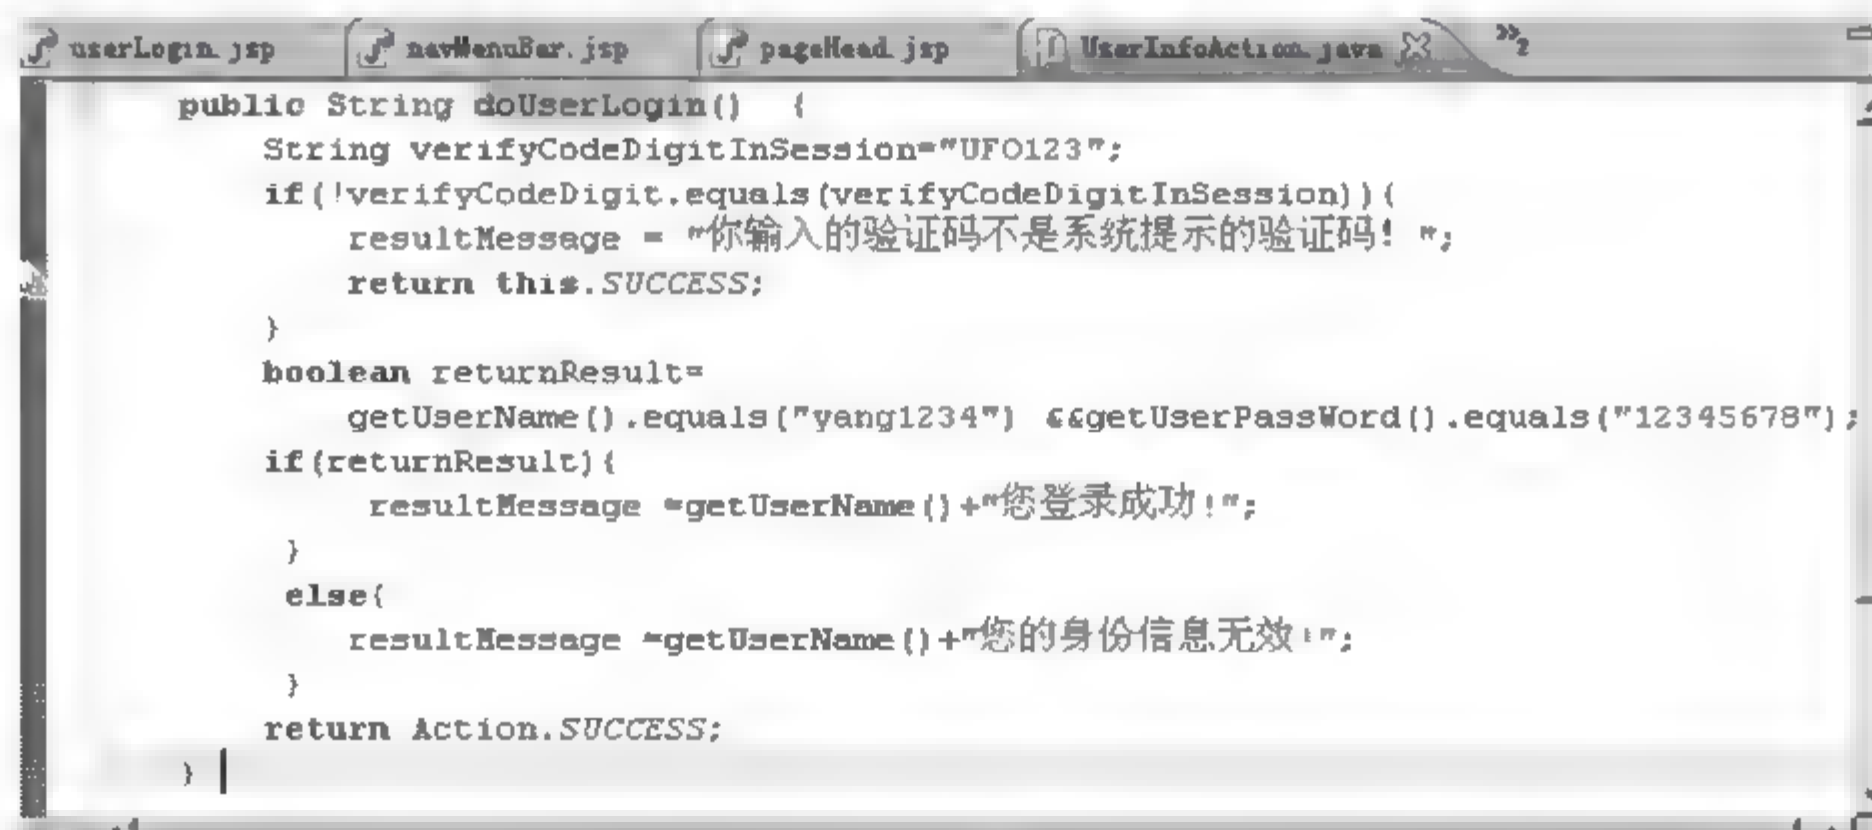 userLogin.jsp navMenuBar.jsp pageHead.jsp UserInfoAction.java »2
public String doUserLogin() {
String verifyCodeDigitInSession="UFO123";
if(!verifyCodeDigit.equals(verifyCodeDigitInSession)){
resultMessage = "你输入的验证码不是系统提示的验证码! ";
return this.SUCCESS;
}
boolean returnResult=
getUserName().equals("yang1234") &&getUserPassWord().equals("12345678");
if(returnResult){
resultMessage =getUserName()+"您登录成功!";
}
else{
resultMessage =getUserName()+"您的身份信息无效!";
}
return Action.SUCCESS;
}